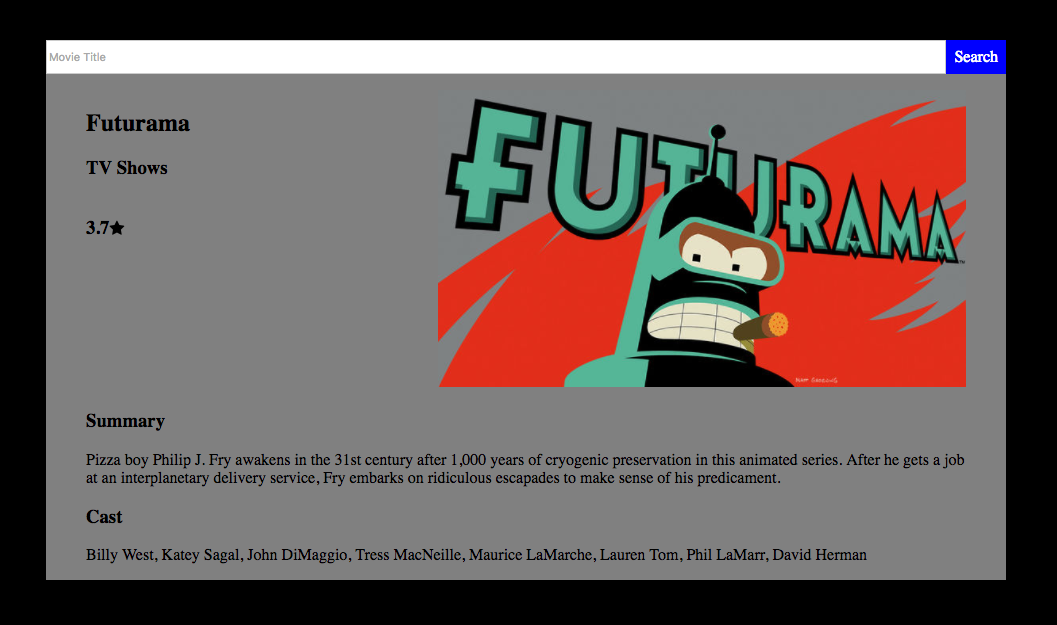 Movie Title
Search
Futurama
TV Shows
3.7★
FUTURAMA
™
Summary
Pizza boy Philip J. Fry awakens in the 31st century after 1,000 years of cryogenic preservation in this animated series. After he gets a job
at an interplanetary delivery service, Fry embarks on ridiculous escapades to make sense of his predicament.
Cast
Billy West, Katey Sagal, John DiMaggio, Tress MacNeille, Maurice LaMarche, Lauren Tom, Phil LaMarr, David Herman